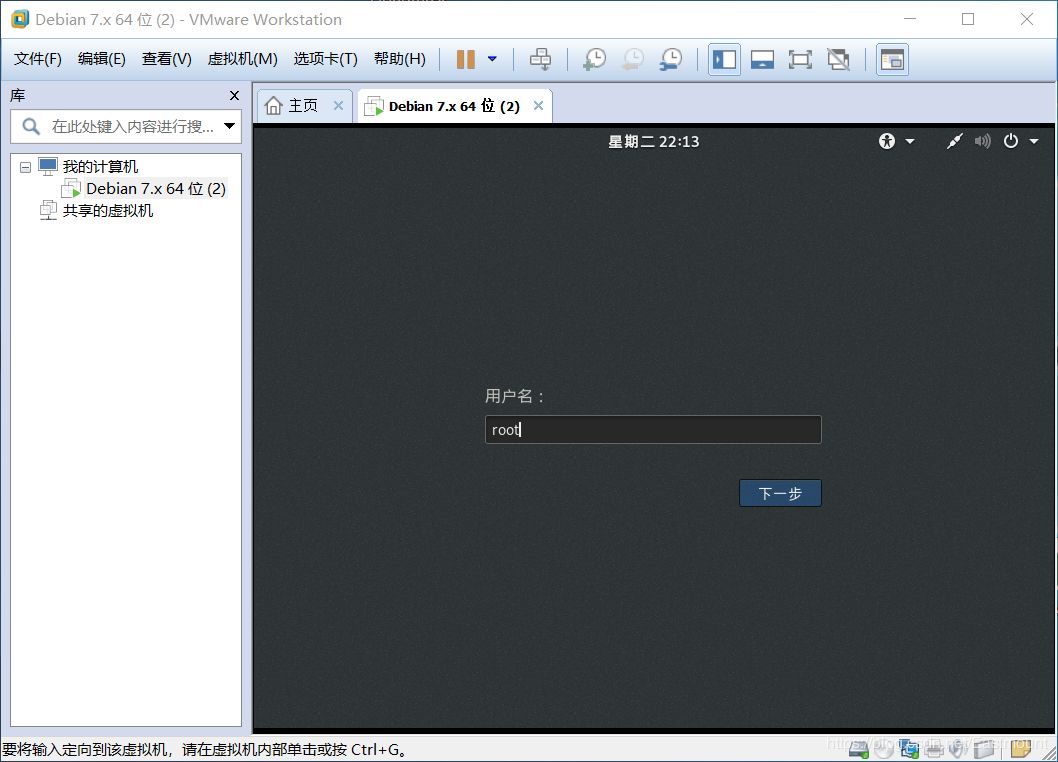 Debian 7.x 64 位 (2) - VMware Workstation
文件(F) 编辑(E) 查看(V) 虚拟机(M) 选项卡(T) 帮助(H)
库
在此处键入内容进行搜...
我的计算机
Debian 7.x 64 位 (2)
共享的虚拟机
主页
Debian 7.x 64 位 (2)
星期二 22:13
用户名：
root
下一步
要将输入定向到该虚拟机，请在虚拟机内部单击或按 Ctrl+G。